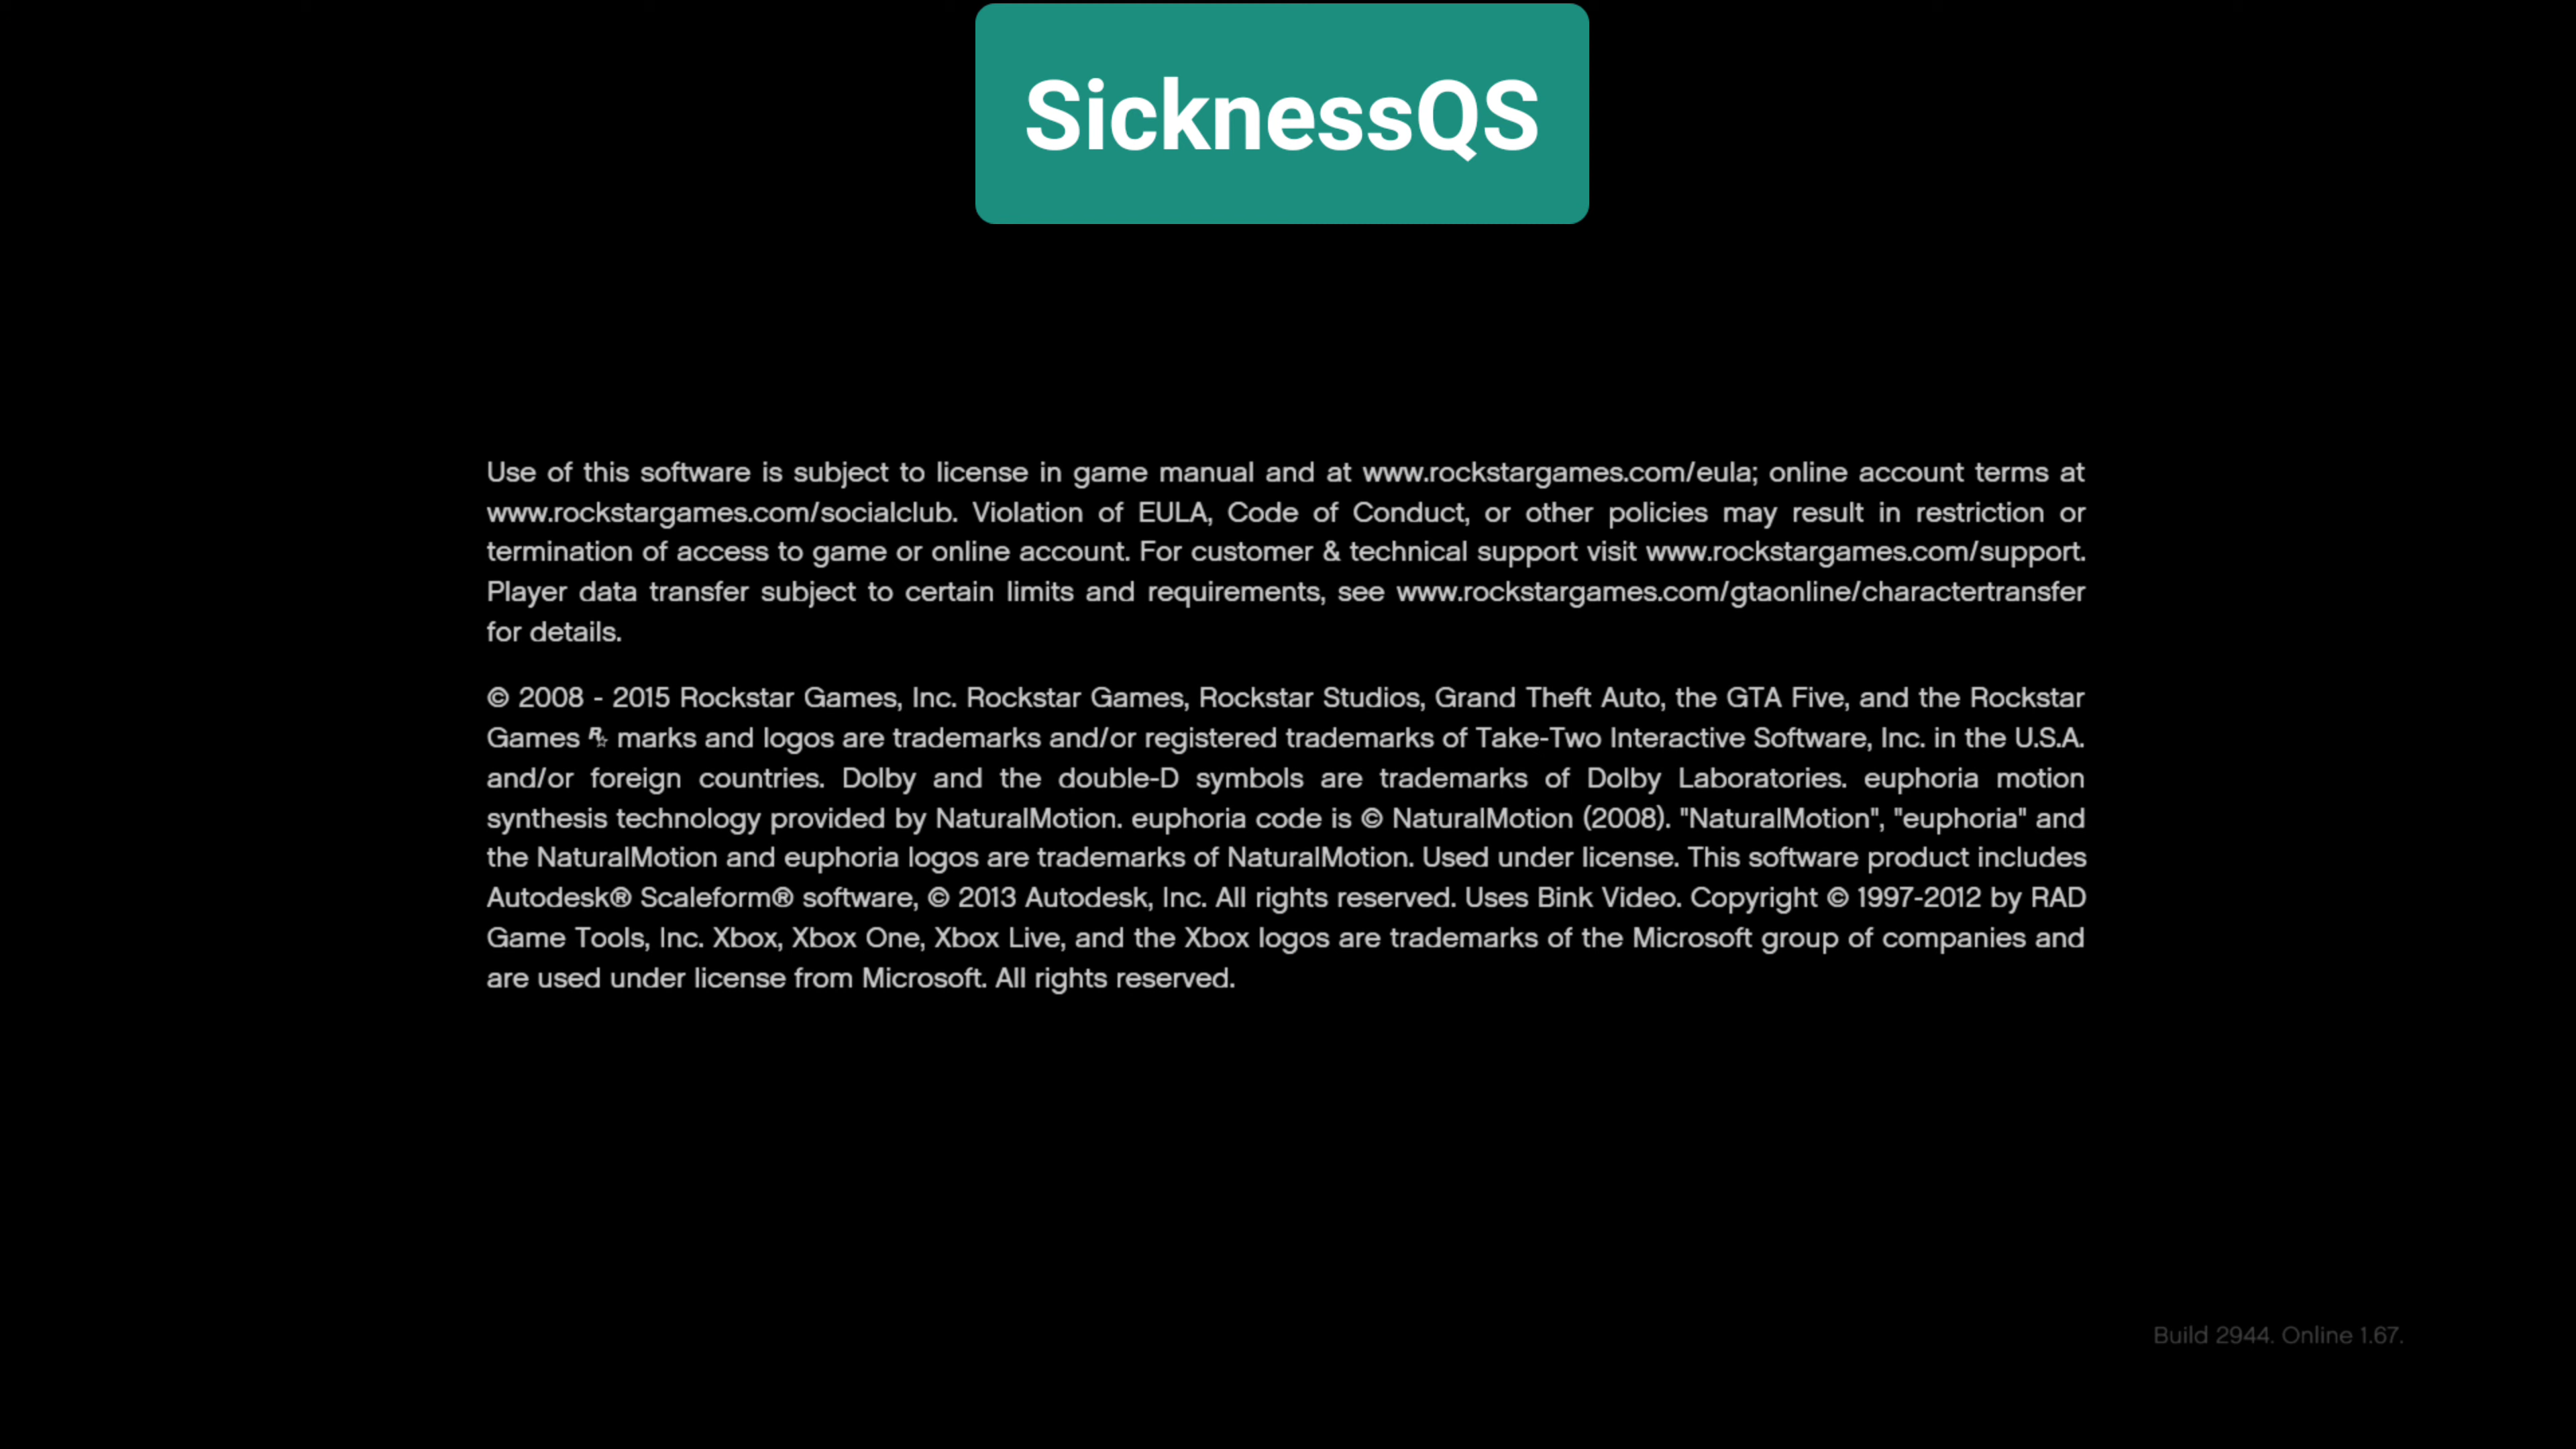 SicknessQS
Use of this software is subject to license in game manual and at www.rockstargames.com/eula; online account terms at
www.rockstargames.com/socialclub. Violation of EULA, Code of Conduct, or other policies may result in restriction or
termination of access to game or online account. For customer & technical support visit www.rockstargames.com/support.
Player data transfer subject to certain limits and requirements, see www.rockstargames.com/gtaonline/charactertransfer
for details.
© 2008 - 2015 Rockstar Games, Inc. Rockstar Games, Rockstar Studios, Grand Theft Auto, the GTA Five, and the Rockstar
Games R☆ marks and logos are trademarks and/or registered trademarks of Take-Two Interactive Software, Inc. in the U.S.A.
and/or foreign countries. Dolby and the double-D symbols are trademarks of Dolby Laboratories. euphoria motion
synthesis technology provided by NaturalMotion. euphoria code is © NaturalMotion (2008). "NaturalMotion", "euphoria" and
the NaturalMotion and euphoria logos are trademarks of NaturalMotion. Used under license. This software product includes
Autodesk® Scaleform® software, © 2013 Autodesk, Inc. All rights reserved. Uses Bink Video. Copyright © 1997-2012 by RAD
Game Tools, Inc. Xbox, Xbox One, Xbox Live, and the Xbox logos are trademarks of the Microsoft group of companies and
are used under license from Microsoft. All rights reserved.
Build 2944. Online 1.67.